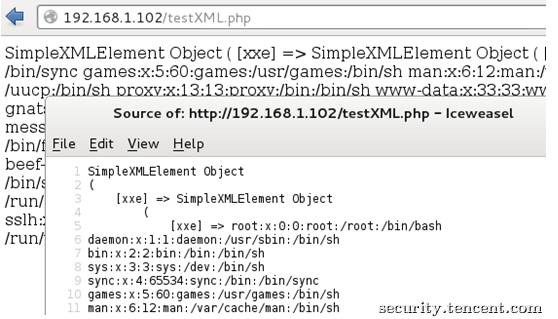 192.168.1.102/testXML.php
SimpleXMLElement Object ( [xxe] => SimpleXMLElement Object ( [
/bin/sync games:x:5:60:games:/usr/games:/bin/sh man:x:6:12:man:/
/uucp:/bin/sh proxy:x:13:13:proxy:/bin:/bin/sh www-data:x:33:33:ww
gnats
mess
/bin/f
beef-
/bin/s
/run/
sslh:x
/run/
Source of: http://192.168.1.102/testXML.php - Iceweasel
File Edit View Help
1 SimpleXMLElement Object
2 (
3 [xxe] => SimpleXMLElement Object
4 (
5 [xxe] => root:x:0:0:root:/root:/bin/bash
6 daemon:x:1:1:daemon:/usr/sbin:/bin/sh
7 bin:x:2:2:bin:/bin:/bin/sh
8 sys:x:3:3:sys:/dev:/bin/sh
9 sync:x:4:65534:sync:/bin:/bin/sync
10 games:x:5:60:games:/usr/games:/bin/sh
11 man:x:6:12:man:/var/cache/man:/bin/sh
security.tencent.com